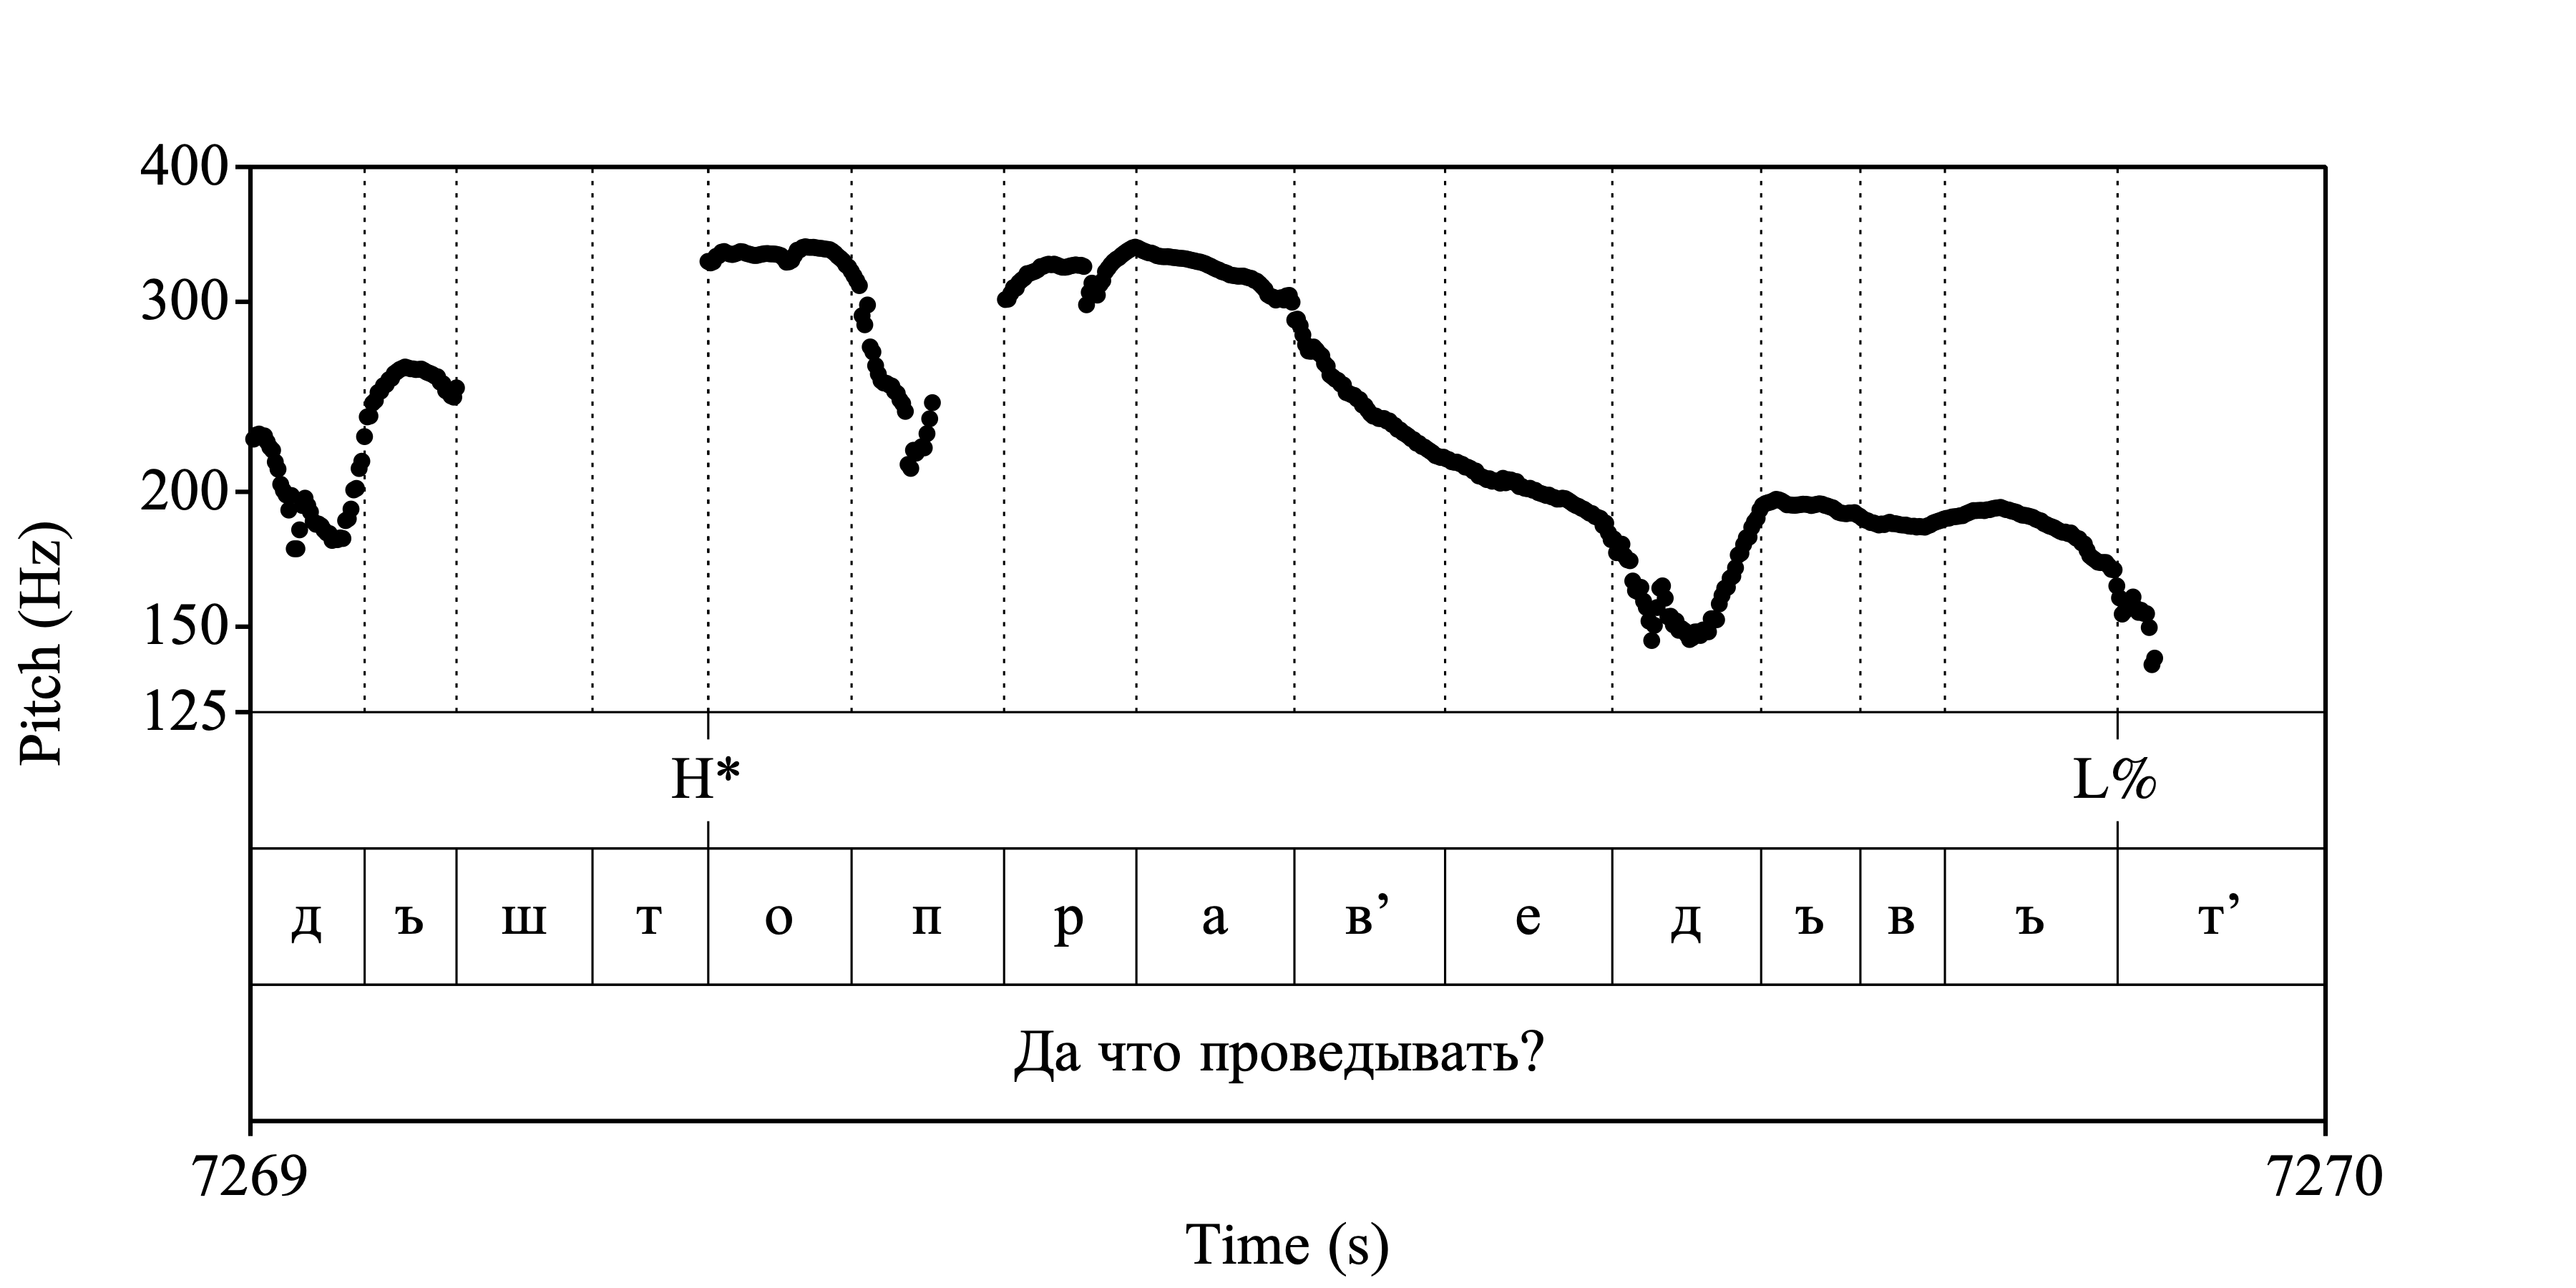 400
300
200
150
125
Pitch (Hz)
H* L%
д ъ ш т о п р а в’ е д ъ в ъ т’
Да что проведывать?
7269 7270
Time (s)